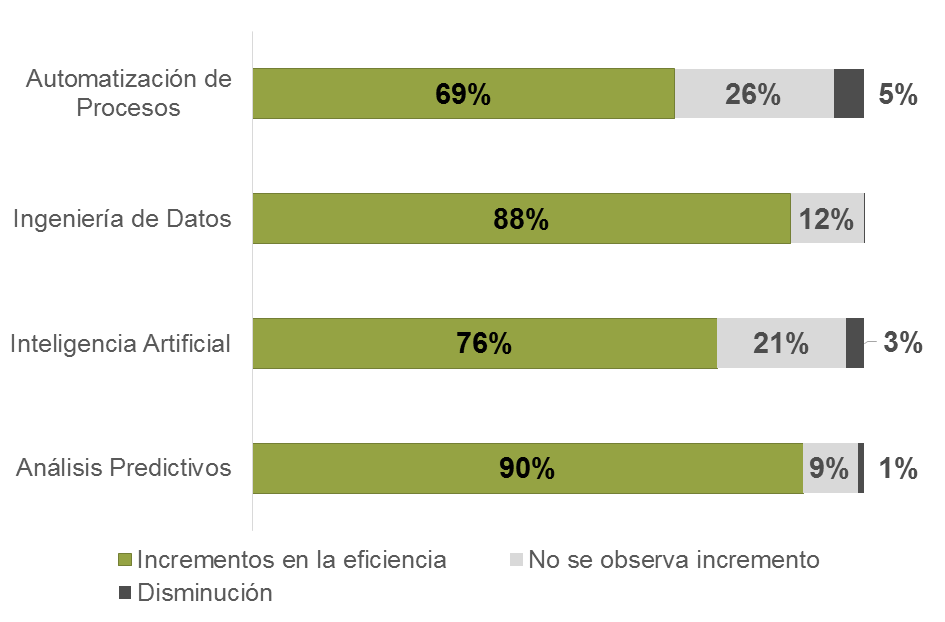 Automatización de
Procesos
69%
26%
5%
Ingeniería de Datos
88%
12%
Inteligencia Artificial
76%
21%
3%
Análisis Predictivos
90%
9%
1%
Incrementos en la eficiencia
No se observa incremento
Disminución